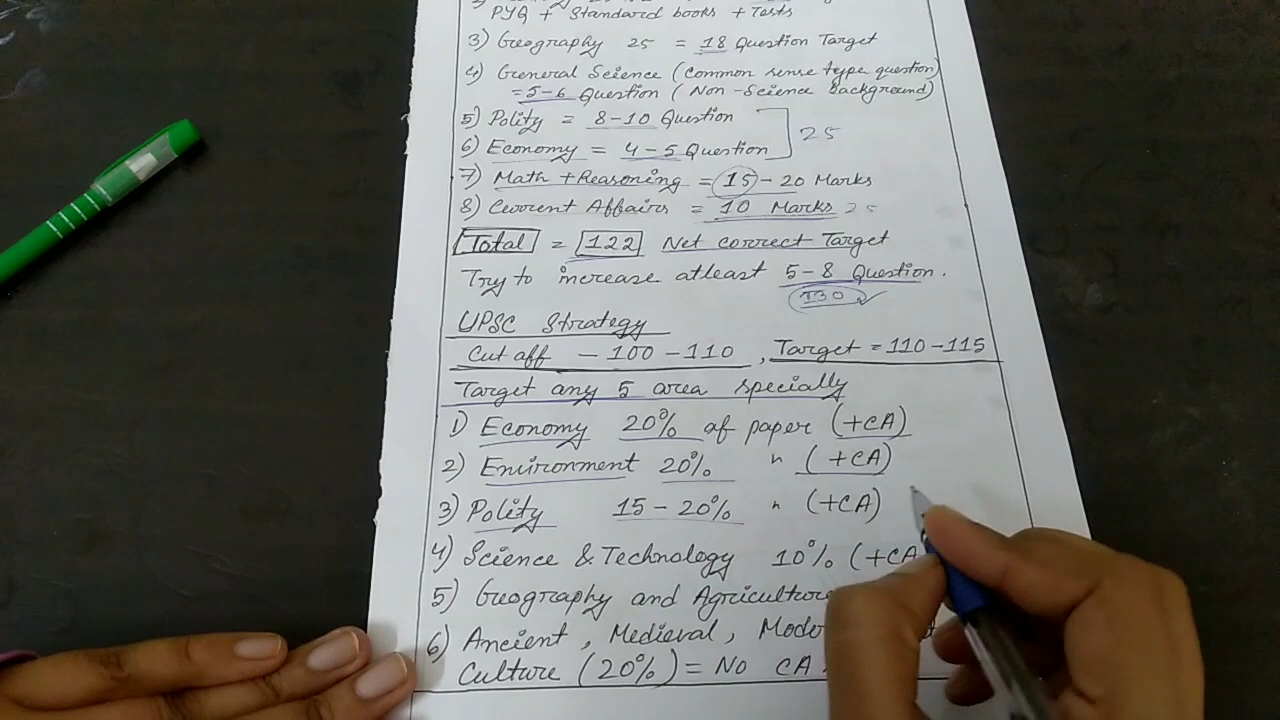 PYQ + Standard books + Tests
3) Geography 25 = 18 Question Target
4) General Science (Common sense type question)
= 5-6 Question (Non-Science background)
5) Polity = 8-10 Question
25
6) Economy = 4-5 Question
7) Math + Reasoning = 15 - 20 Marks
8) Current Affairs = 10 Marks 25
Total = 122 Net correct Target
Try to increase atleast 5-8 Question.
130
UPSC Strategy
Cut off - 100 - 110 , Target = 110 - 115
Target any 5 area specially
1) Economy 20% of paper (+CA)
2) Environment 20% " (+CA)
3) Polity 15 - 20% " (+CA)
4) Science & Technology 10% (+CA
5) Geography and Agriculture
6) Ancient, Medieval,
Culture (20%) = No CA